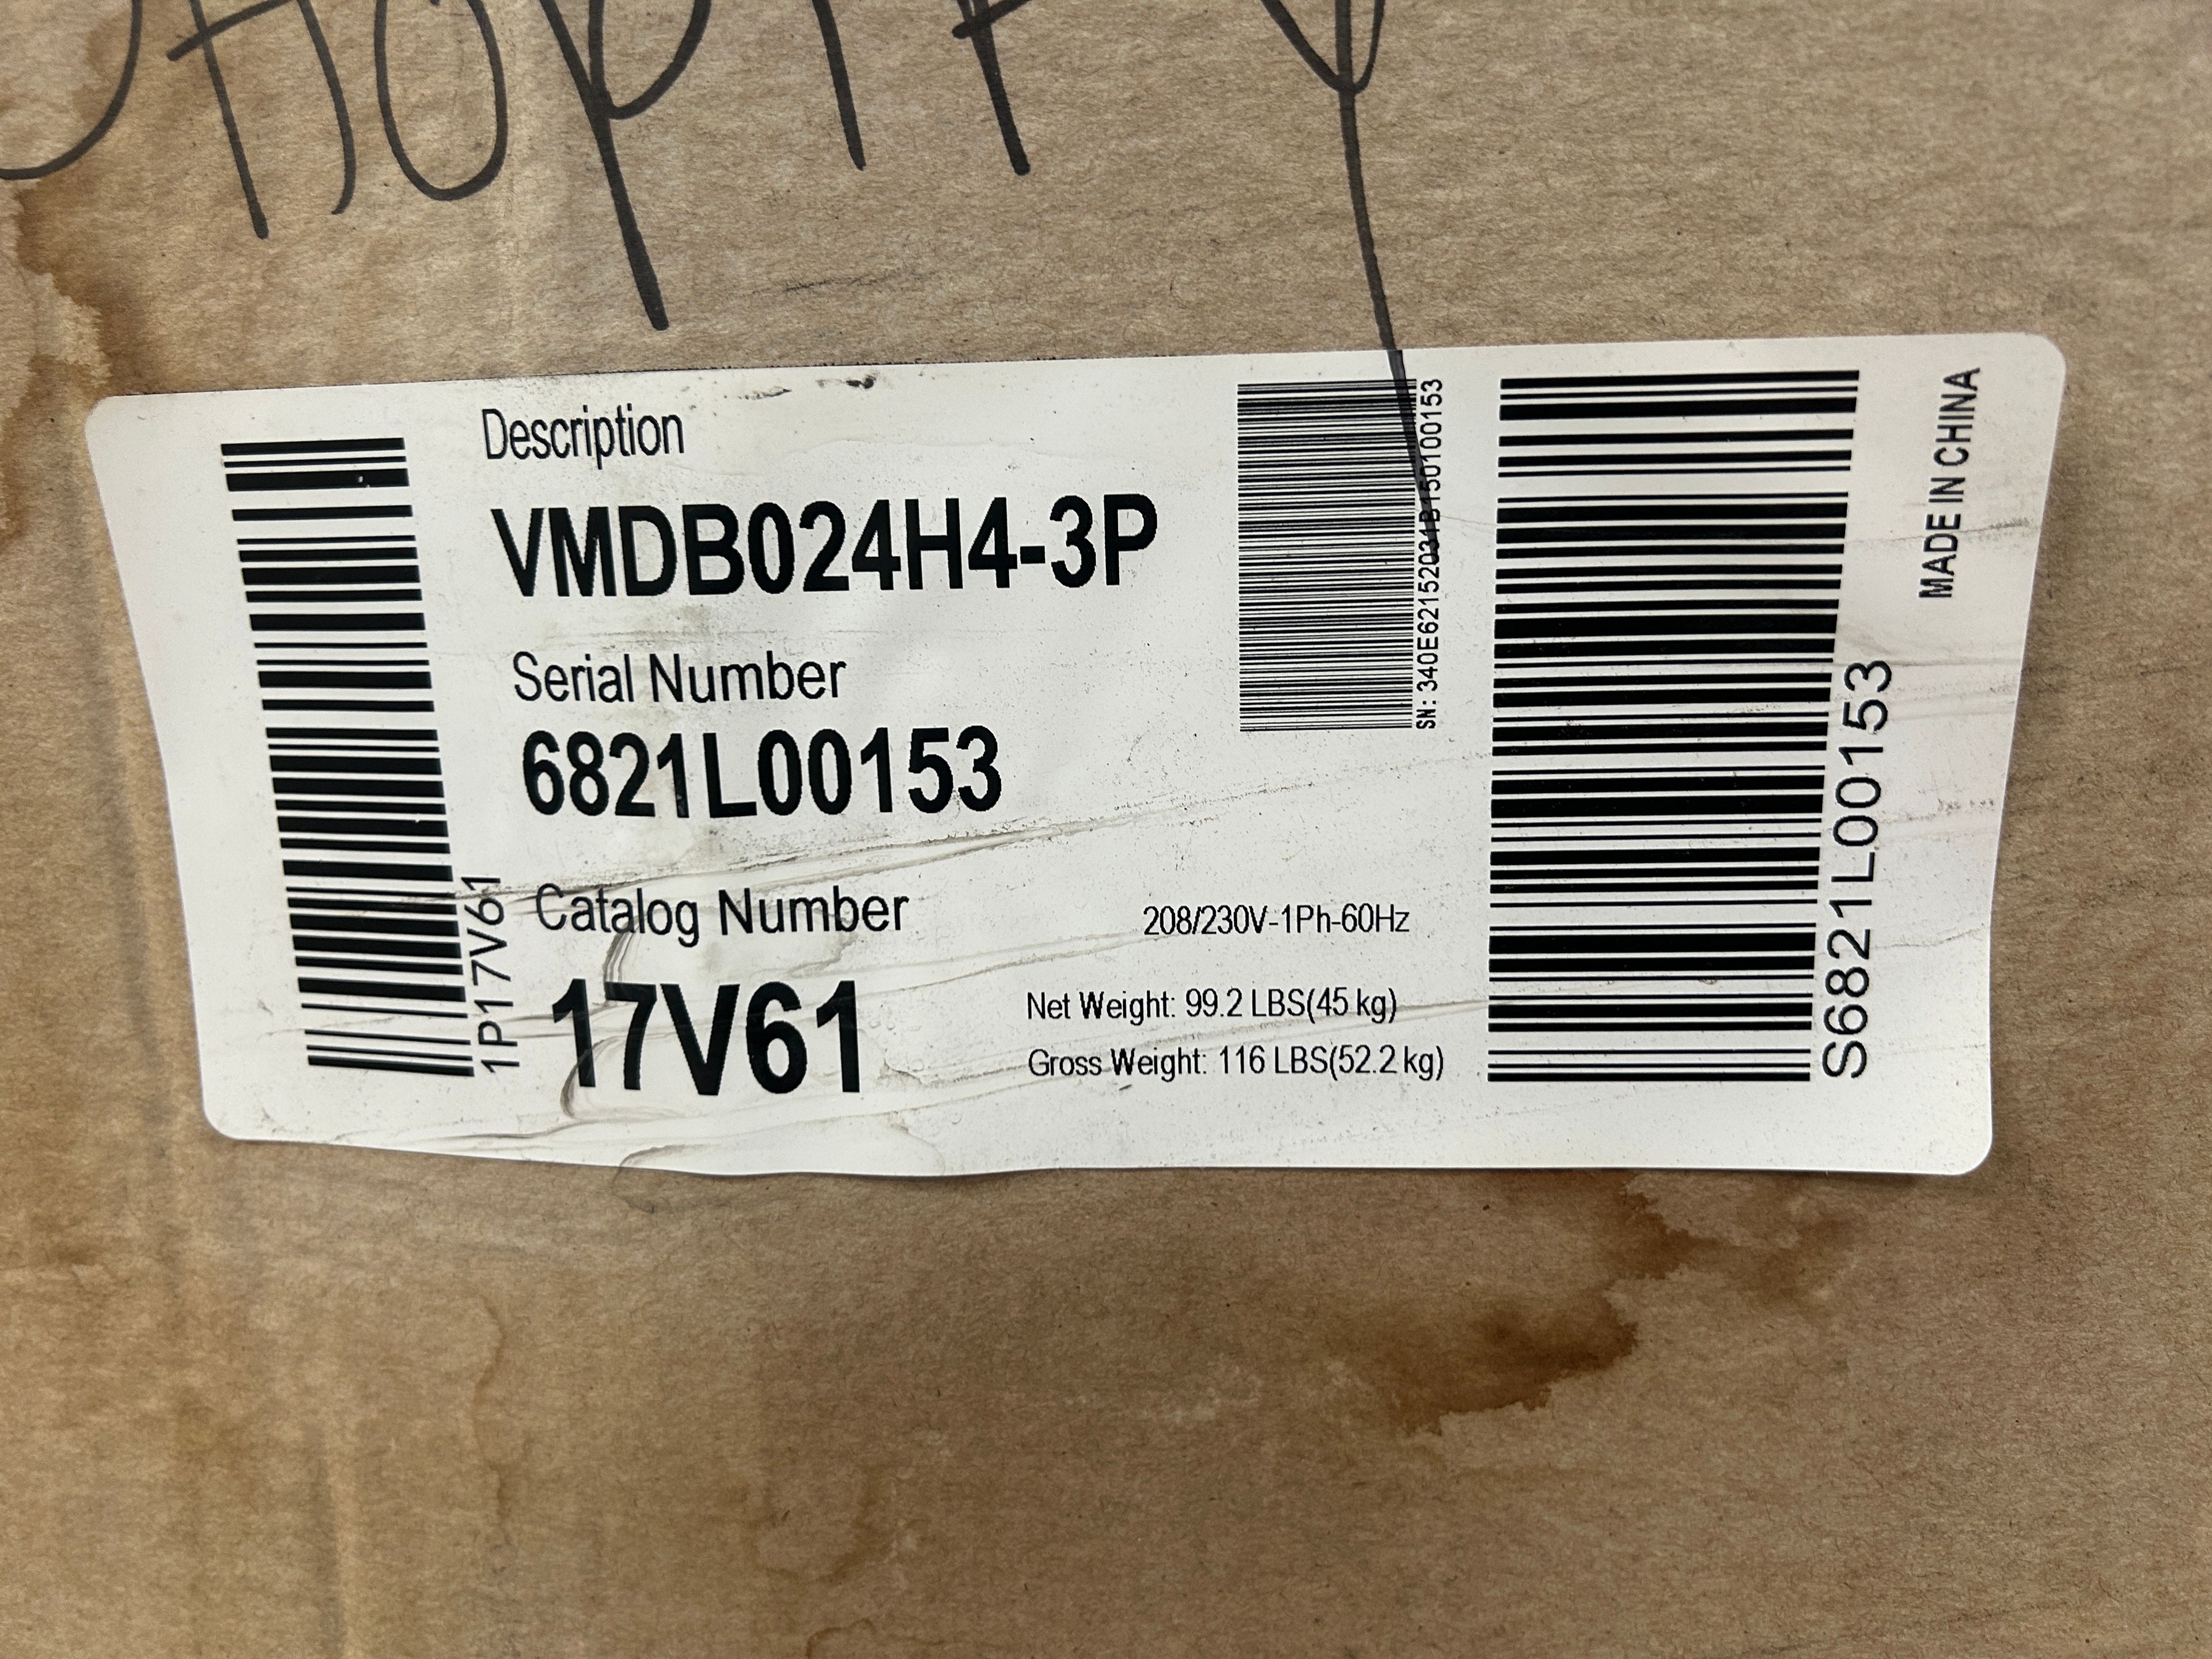 SHOPIFY
Description
VMDB024H4-3P
Serial Number
6821L00153
Catalog Number
17V61
1P17V61
208/230V-1Ph-60Hz
Net Weight: 99.2 LBS(45 kg)
Gross Weight: 116 LBS(52.2 kg)
S6821L00153
MADE IN CHINA